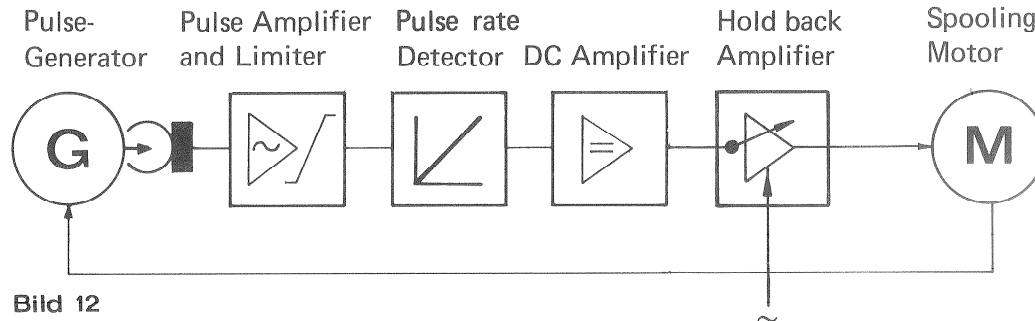 Pulse-
Generator
Pulse Amplifier
and Limiter
Pulse rate
Detector
DC Amplifier
Hold back
Amplifier
Spooling
Motor
G
~
=
M
Bild 12
~